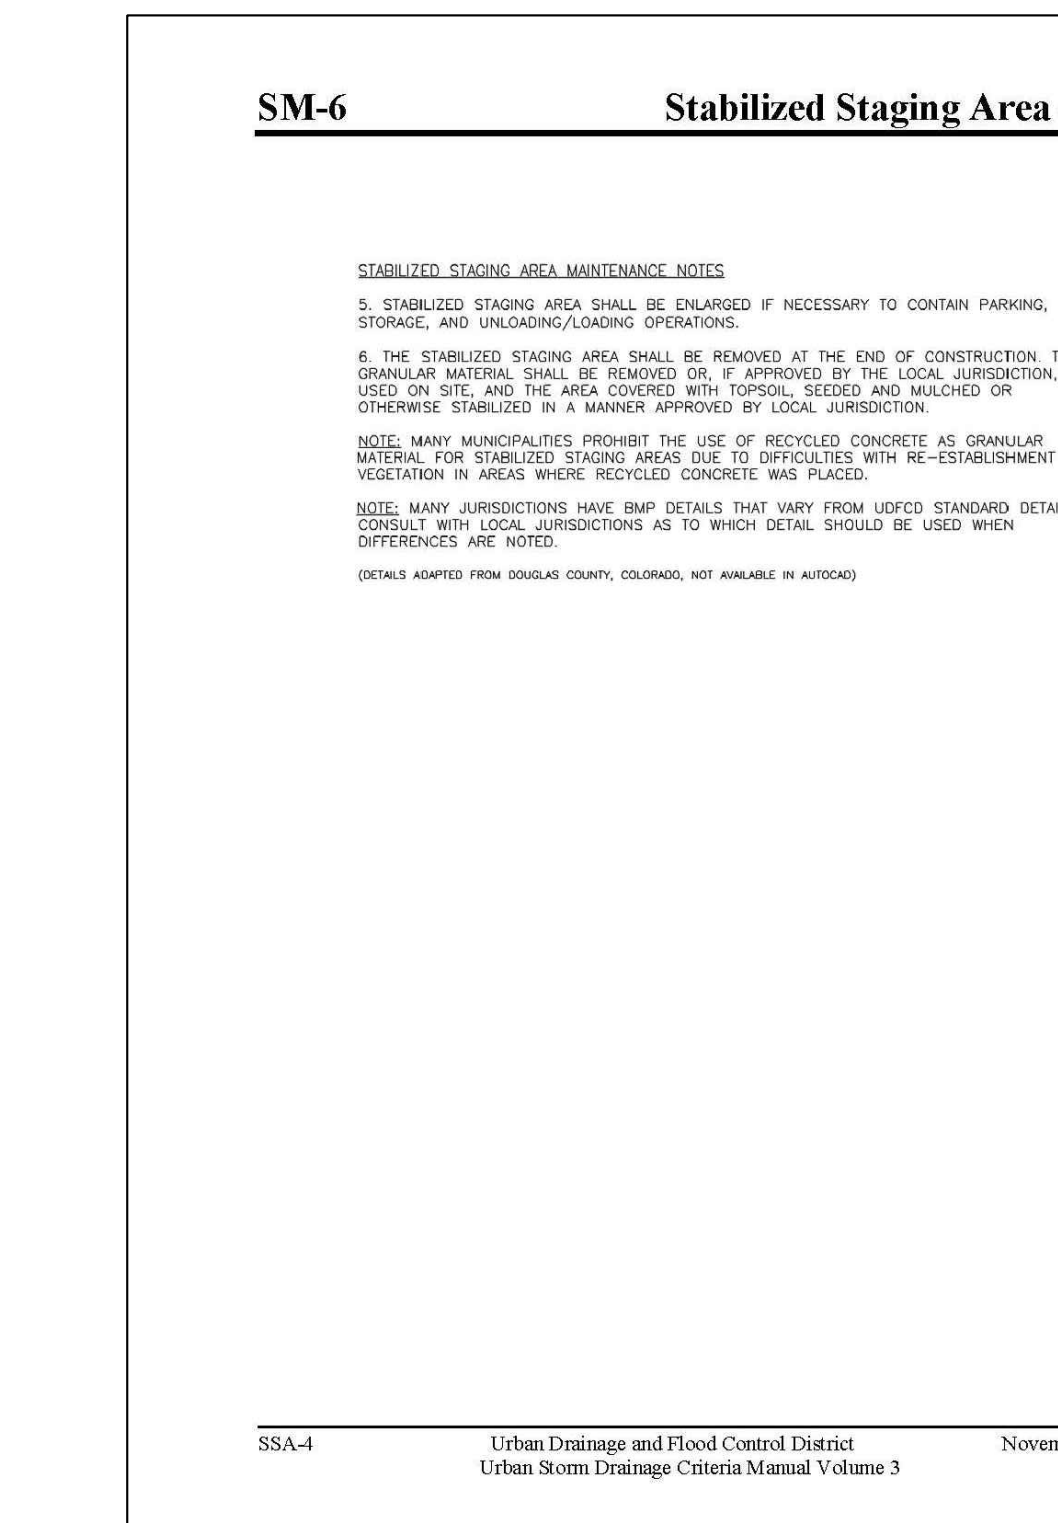 SM-6 Stabilized Staging Area
STABILIZED STAGING AREA MAINTENANCE NOTES
5. STABILIZED STAGING AREA SHALL BE ENLARGED IF NECESSARY TO CONTAIN PARKING,
STORAGE, AND UNLOADING/LOADING OPERATIONS.
6. THE STABILIZED STAGING AREA SHALL BE REMOVED AT THE END OF CONSTRUCTION.
GRANULAR MATERIAL SHALL BE REMOVED OR, IF APPROVED BY THE LOCAL JURISDICTION,
USED ON SITE, AND THE AREA COVERED WITH TOPSOIL, SEEDED AND MULCHED OR
OTHERWISE STABILIZED IN A MANNER APPROVED BY LOCAL JURISDICTION.
NOTE: MANY MUNICIPALITIES PROHIBIT THE USE OF RECYCLED CONCRETE AS GRANULAR
MATERIAL FOR STABILIZED STAGING AREAS DUE TO DIFFICULTIES WITH RE-ESTABLISHMENT
VEGETATION IN AREAS WHERE RECYCLED CONCRETE WAS PLACED.
NOTE: MANY JURISDICTIONS HAVE BMP DETAILS THAT VARY FROM UDFCD STANDARD
CONSULT WITH LOCAL JURISDICTIONS AS TO WHICH DETAIL SHOULD BE USED WHEN
DIFFERENCES ARE NOTED.
(DETAILS ADAPTED FROM DOUGLAS COUNTY, COLORADO, NOT AVAILABLE IN AUTOCAD)
SSA-4 Urban Drainage and Flood Control District
Urban Storm Drainage Criteria Manual Volume 3